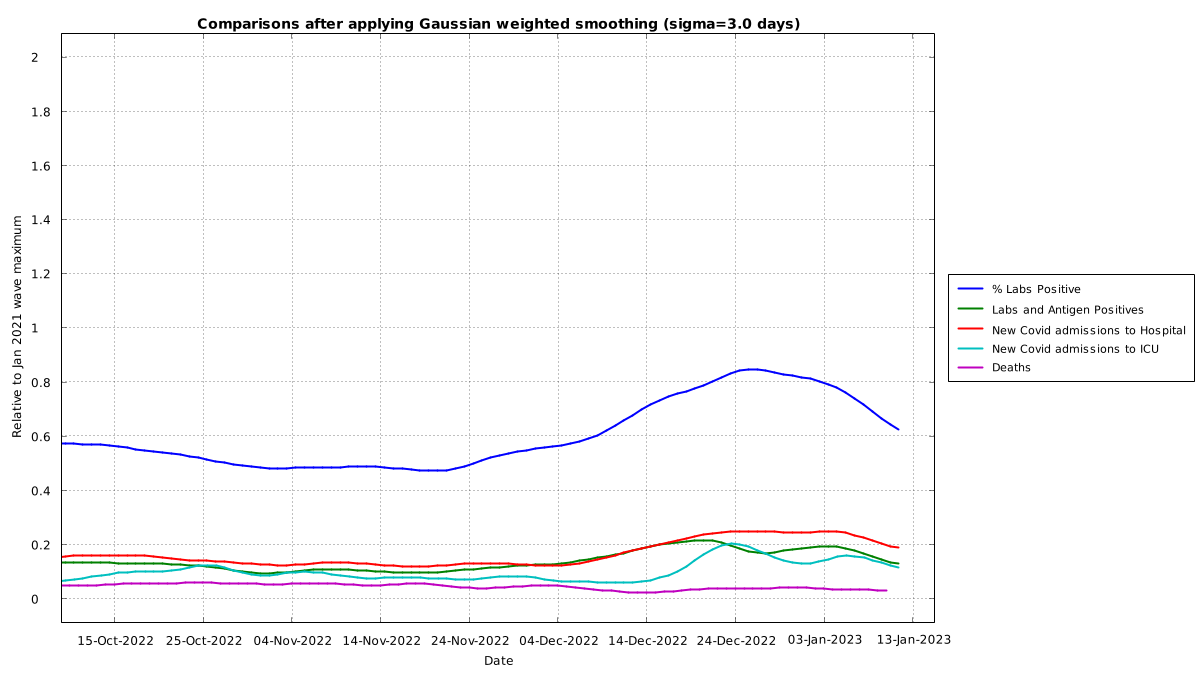 Comparisons after applying Gaussian weighted smoothing (sigma=3.0 days)
2
1.8
1.6
1.4
1.2
1
0.8
0.6
0.4
0.2
0
Relative to Jan 2021 wave maximum
15-Oct-2022 25-Oct-2022 04-Nov-2022 14-Nov-2022 24-Nov-2022 04-Dec-2022 14-Dec-2022 24-Dec-2022 03-Jan-2023 13-Jan-2023
Date
% Labs Positive
Labs and Antigen Positives
New Covid admissions to Hospital
New Covid admissions to ICU
Deaths